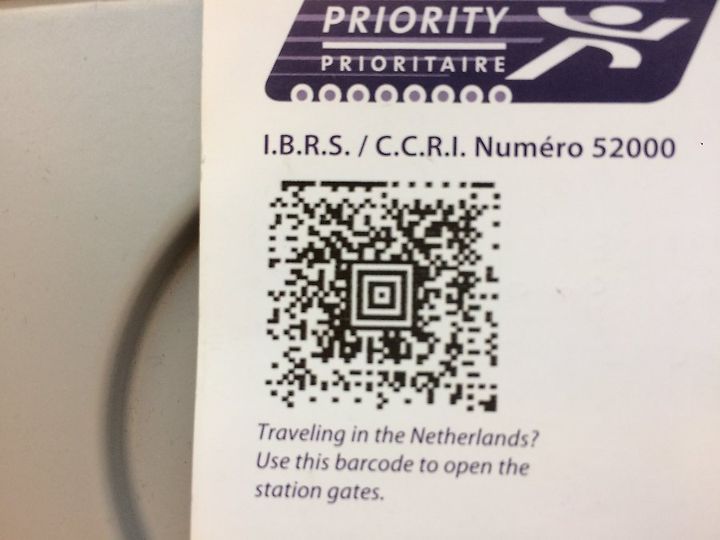 PRIORITY
PRIORITAIRE
I.B.R.S. / C.C.R.I. Numéro 52000
Traveling in the Netherlands?
Use this barcode to open the
station gates.